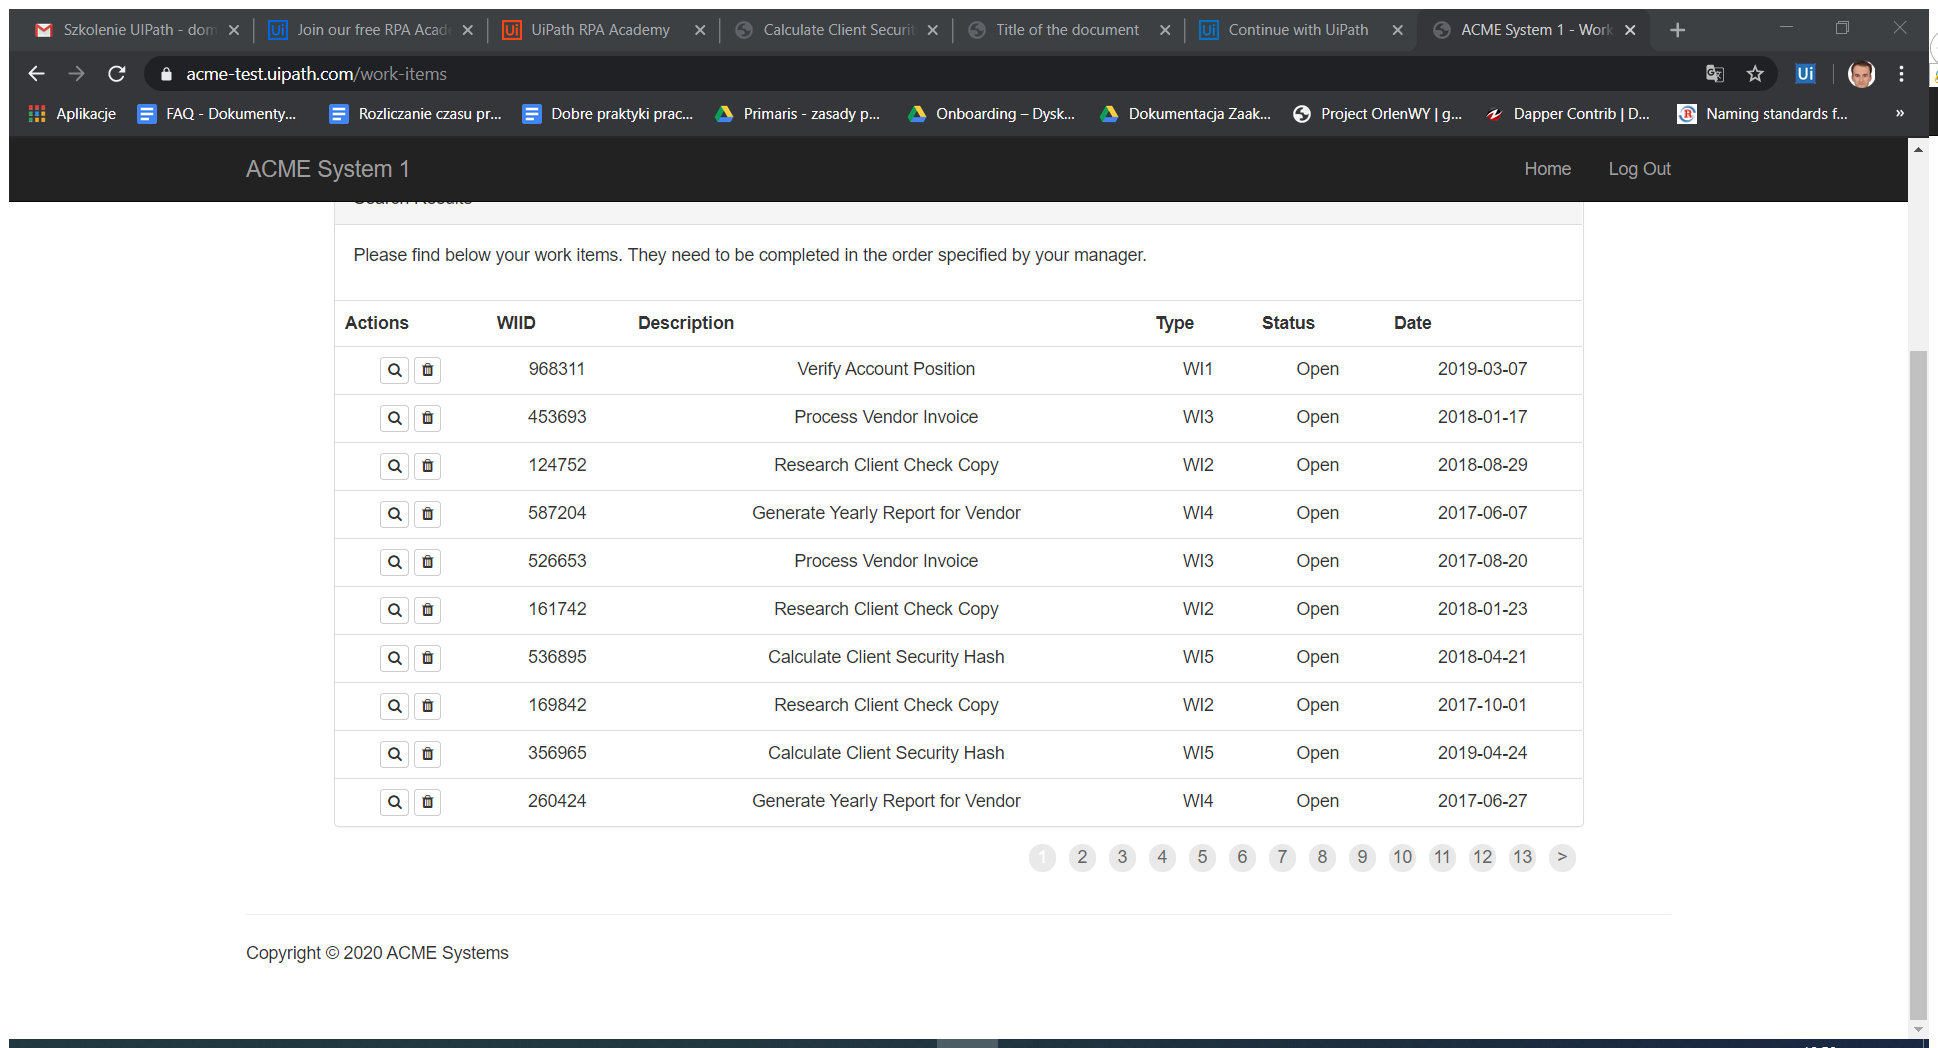 Szkolenie UIPath - dom
Join our free RPA Acade
UiPath RPA Academy
Calculate Client Securit
Title of the document
Continue with UiPath
ACME System 1 - Work
acme-test.uipath.com/work-items
Ui
Aplikacje
FAQ - Dokumenty...
Rozliczanie czasu pr...
Dobre praktyki prac...
Primaris - zasady p...
Onboarding – Dysk...
Dokumentacja Zaak...
Project OrlenWY | g...
Dapper Contrib | D...
Naming standards f...
»
ACME System 1
Home
Log Out
Search Results
Please find below your work items. They need to be completed in the order specified by your manager.
Actions WIID Description Type Status Date
968311 Verify Account Position WI1 Open 2019-03-07
453693 Process Vendor Invoice WI3 Open 2018-01-17
124752 Research Client Check Copy WI2 Open 2018-08-29
587204 Generate Yearly Report for Vendor WI4 Open 2017-06-07
526653 Process Vendor Invoice WI3 Open 2017-08-20
161742 Research Client Check Copy WI2 Open 2018-01-23
536895 Calculate Client Security Hash WI5 Open 2018-04-21
169842 Research Client Check Copy WI2 Open 2017-10-01
356965 Calculate Client Security Hash WI5 Open 2019-04-24
260424 Generate Yearly Report for Vendor WI4 Open 2017-06-27
1 2 3 4 5 6 7 8 9 10 11 12 13 >
Copyright © 2020 ACME Systems